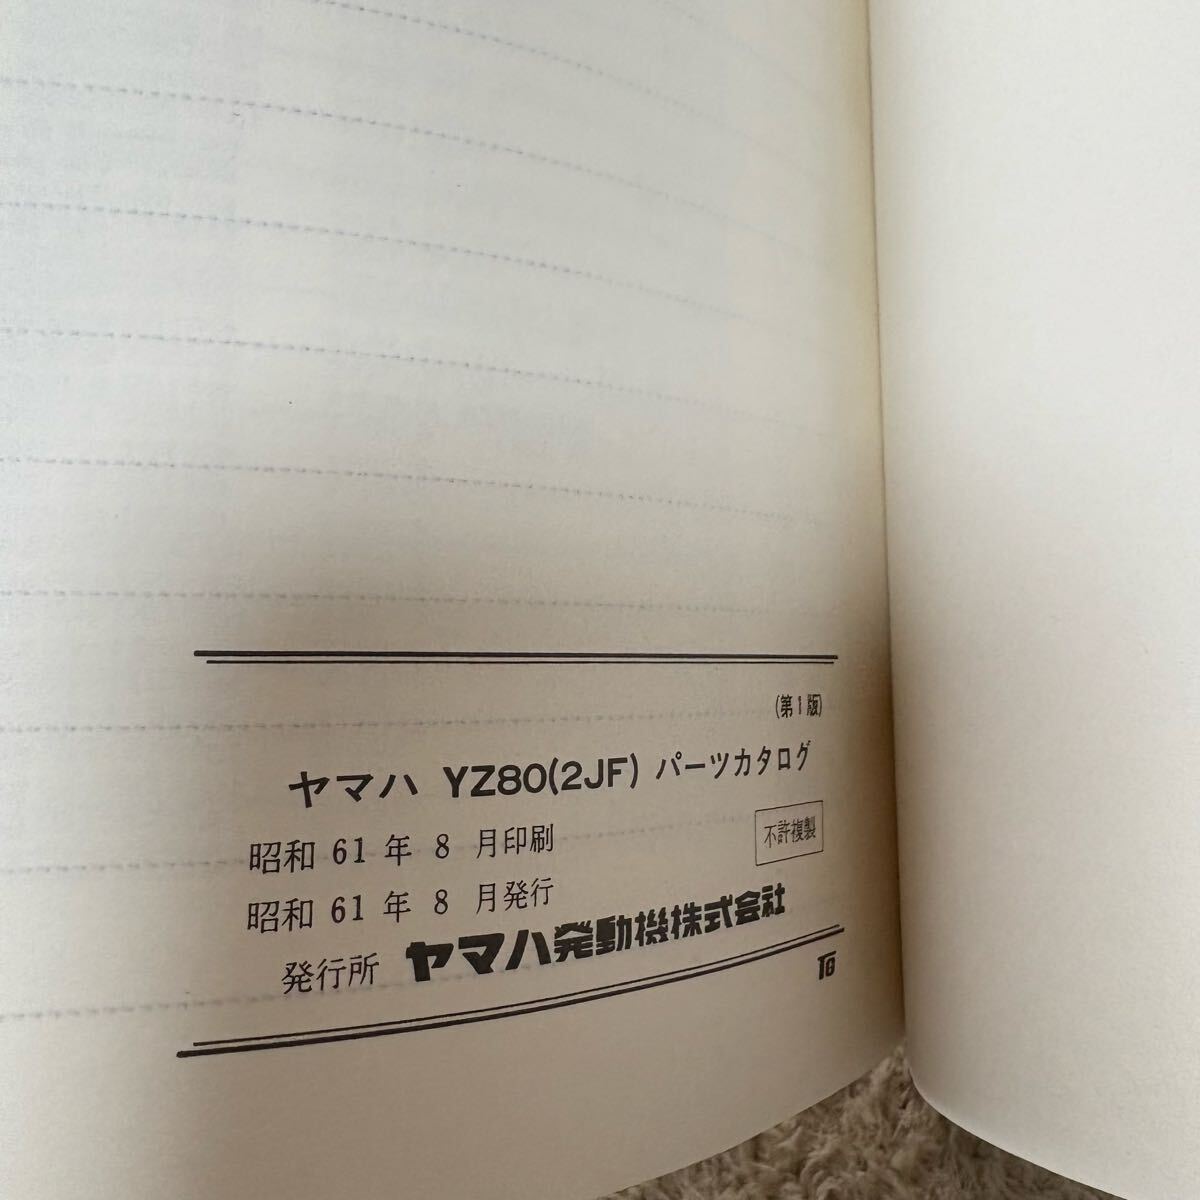 (第1版)
ヤマハ YZ80(2JF) パーツカタログ
昭和 61 年 8 月印刷
不許複製
昭和 61 年 8 月発行
発行所 ヤマハ発動機株式会社